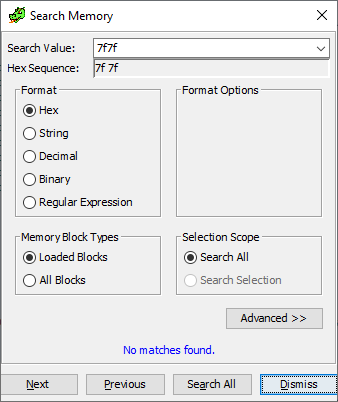 Search Memory
Search Value: 7f7f
Hex Sequence: 7f 7f
Format
Hex
String
Decimal
Binary
Regular Expression
Format Options
Memory Block Types
Loaded Blocks
All Blocks
Selection Scope
Search All
Search Selection
Advanced >>
No matches found.
Next Previous Search All Dismiss